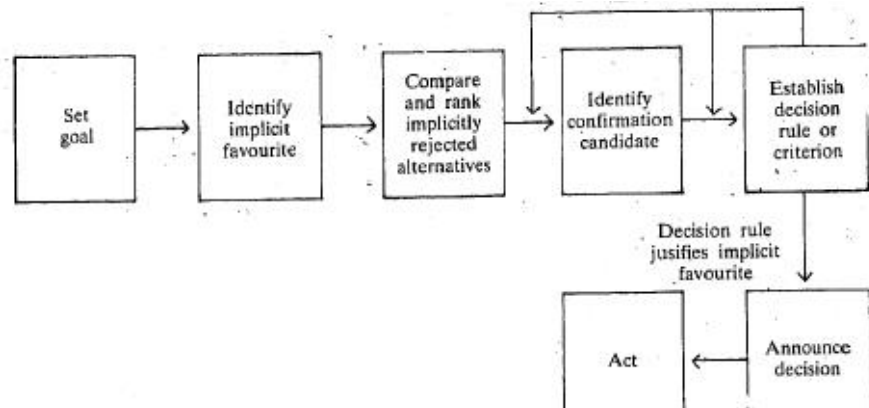 Set
goal
Identify
implicit
favourite
Compare
and rank
implicitly
rejected
alternatives
Identify
confirmation
candidate
Establish
decision
rule or
criterion
Decision rule
jusifies implicit
favourite
Act
Announce
decision